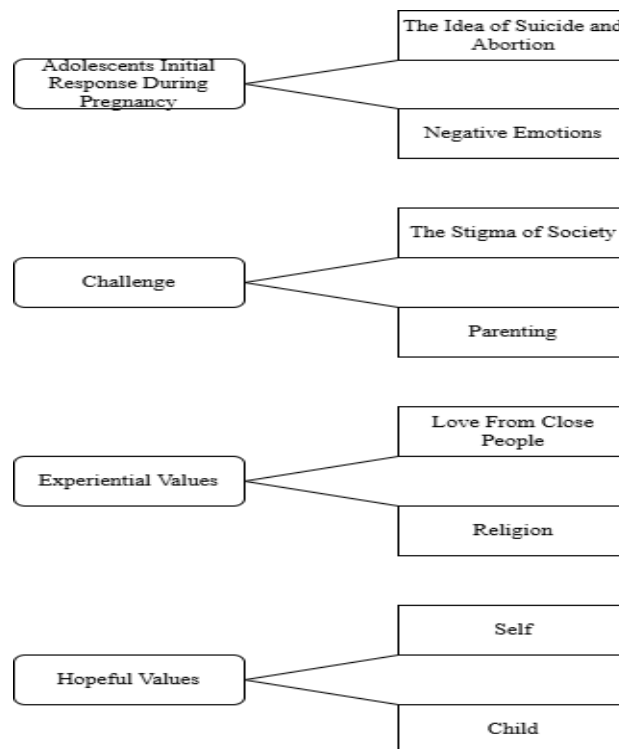 Adolescents Initial
Response During
Pregnancy
The Idea of Suicide and
Abortion
Negative Emotions
Challenge
The Stigma of Society
Parenting
Experiential Values
Love From Close
People
Religion
Hopeful Values
Self
Child